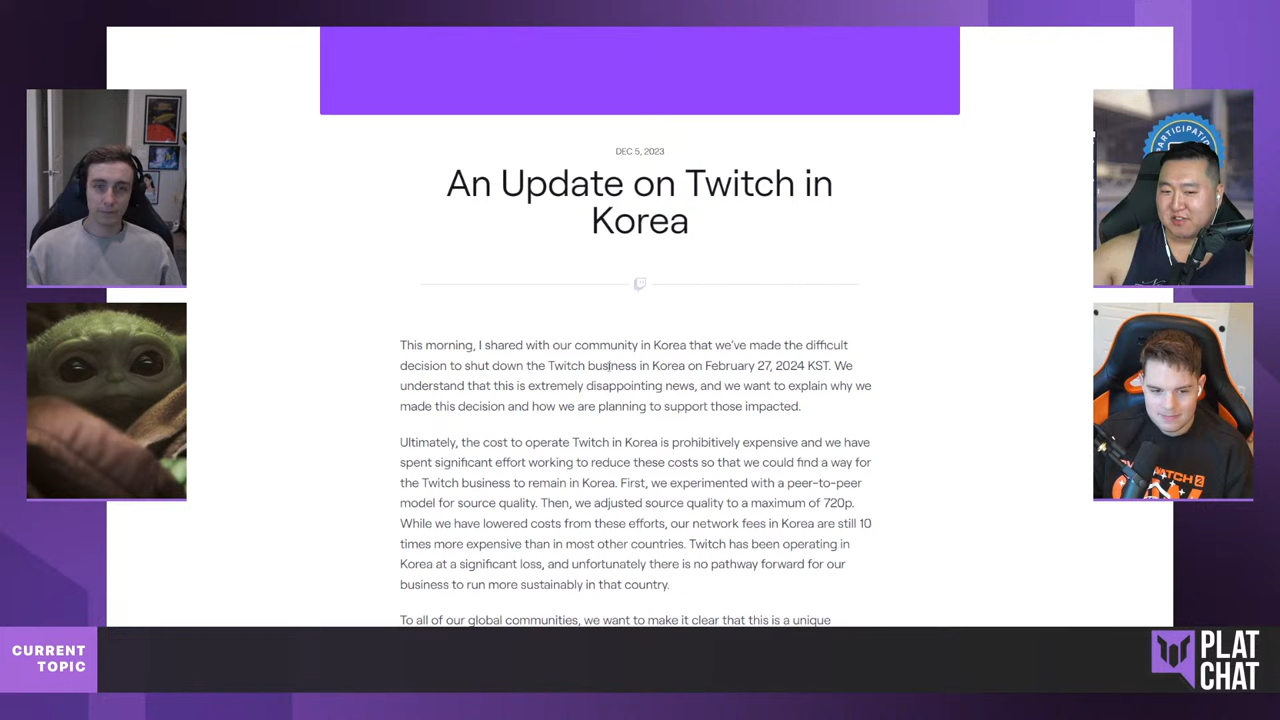 DEC 5, 2023
An Update on Twitch in
Korea
This morning, I shared with our community in Korea that we've made the difficult
decision to shut down the Twitch business in Korea on February 27, 2024 KST. We
understand that this is extremely disappointing news, and we want to explain why we
made this decision and how we are planning to support those impacted.
Ultimately, the cost to operate Twitch in Korea is prohibitively expensive and we have
spent significant effort working to reduce these costs so that we could find a way for
the Twitch business to remain in Korea. First, we experimented with a peer-to-peer
model for source quality. Then, we adjusted source quality to a maximum of 720p.
While we have lowered costs from these efforts, our network fees in Korea are still 10
times more expensive than in most other countries. Twitch has been operating in
Korea at a significant loss, and unfortunately there is no pathway forward for our
business to run more sustainably in that country.
To all of our global communities, we want to make it clear that this is a unique
PARTICIPATI
WATCH 2
CURRENT
TOPIC
PLAT
CHAT